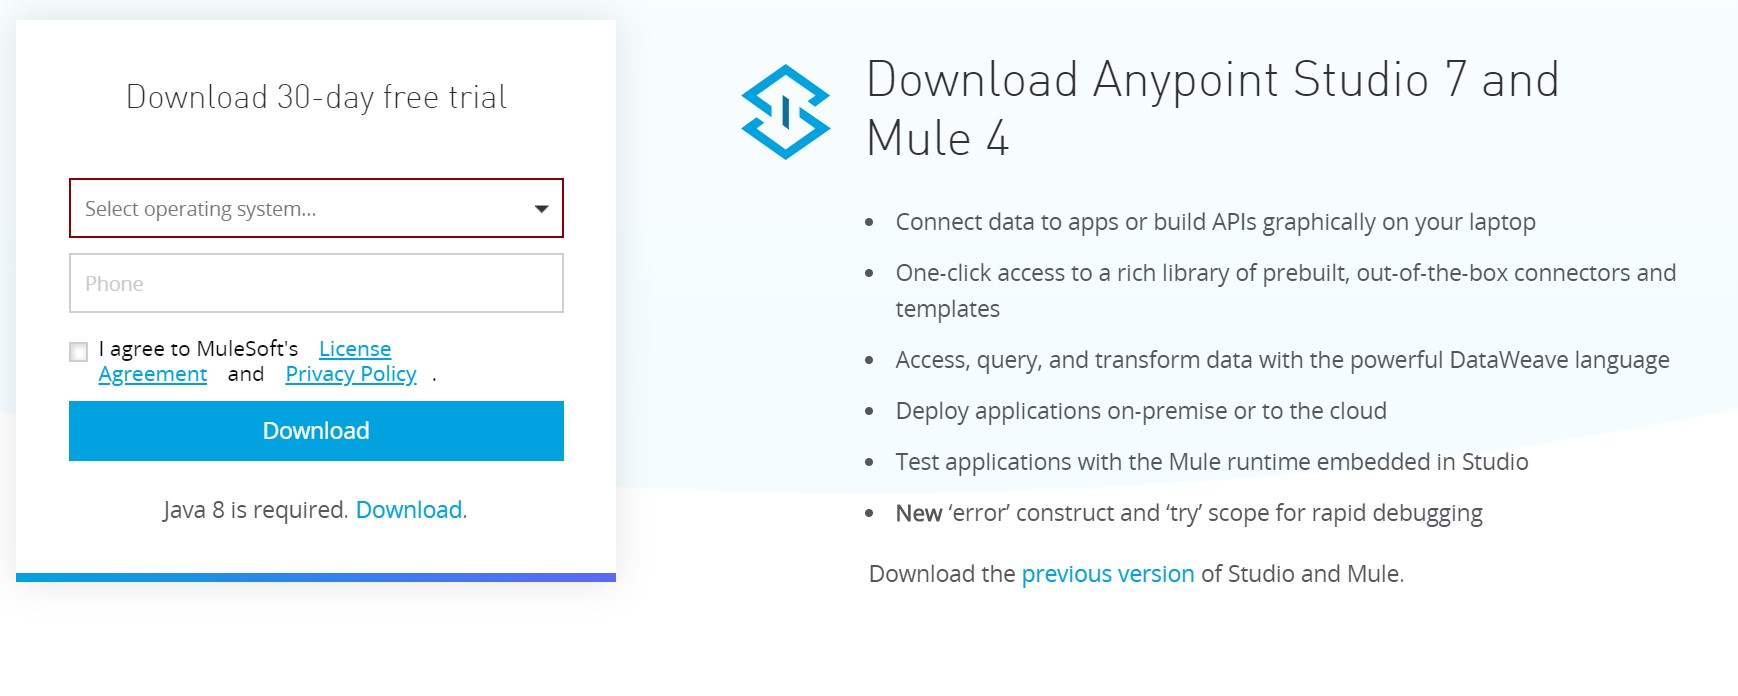 Download 30-day free trial
Select operating system...
Phone
I agree to MuleSoft's License
Agreement and Privacy Policy .
Download
Java 8 is required. Download.
Download Anypoint Studio 7 and
Mule 4
• Connect data to apps or build APIs graphically on your laptop
• One-click access to a rich library of prebuilt, out-of-the-box connectors and
templates
• Access, query, and transform data with the powerful DataWeave language
• Deploy applications on-premise or to the cloud
• Test applications with the Mule runtime embedded in Studio
• New ‘error’ construct and ‘try’ scope for rapid debugging
Download the previous version of Studio and Mule.